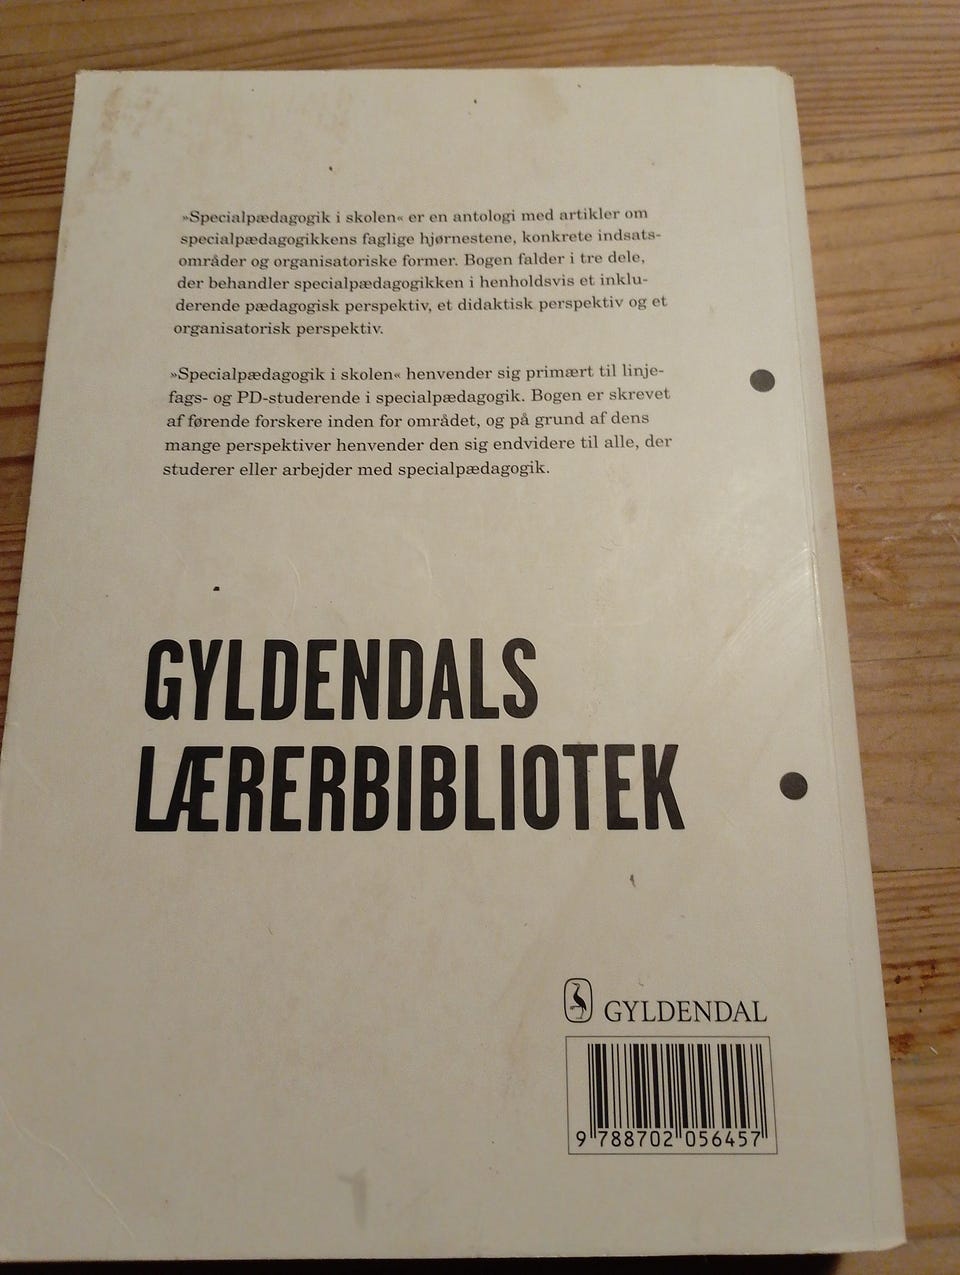 »Specialpædagogik i skolen« er en antologi med artikler om
specialpædagogikkens faglige hjørnestene, konkrete indsats-
områder og organisatoriske former. Bogen falder i tre dele,
der behandler specialpædagogikken i henholdsvis et inklu-
derende pædagogisk perspektiv, et didaktisk perspektiv og et
organisatorisk perspektiv.
»Specialpædagogik i skolen« henvender sig primært til linje-
fags- og PD-studerende i specialpædagogik. Bogen er skrevet
af førende forskere inden for området, og på grund af dens
mange perspektiver henvender den sig endvidere til alle, der
studerer eller arbejder med specialpædagogik.
GYLDENDALS
LÆRERBIBLIOTEK
GYLDENDAL
9 788702 056457